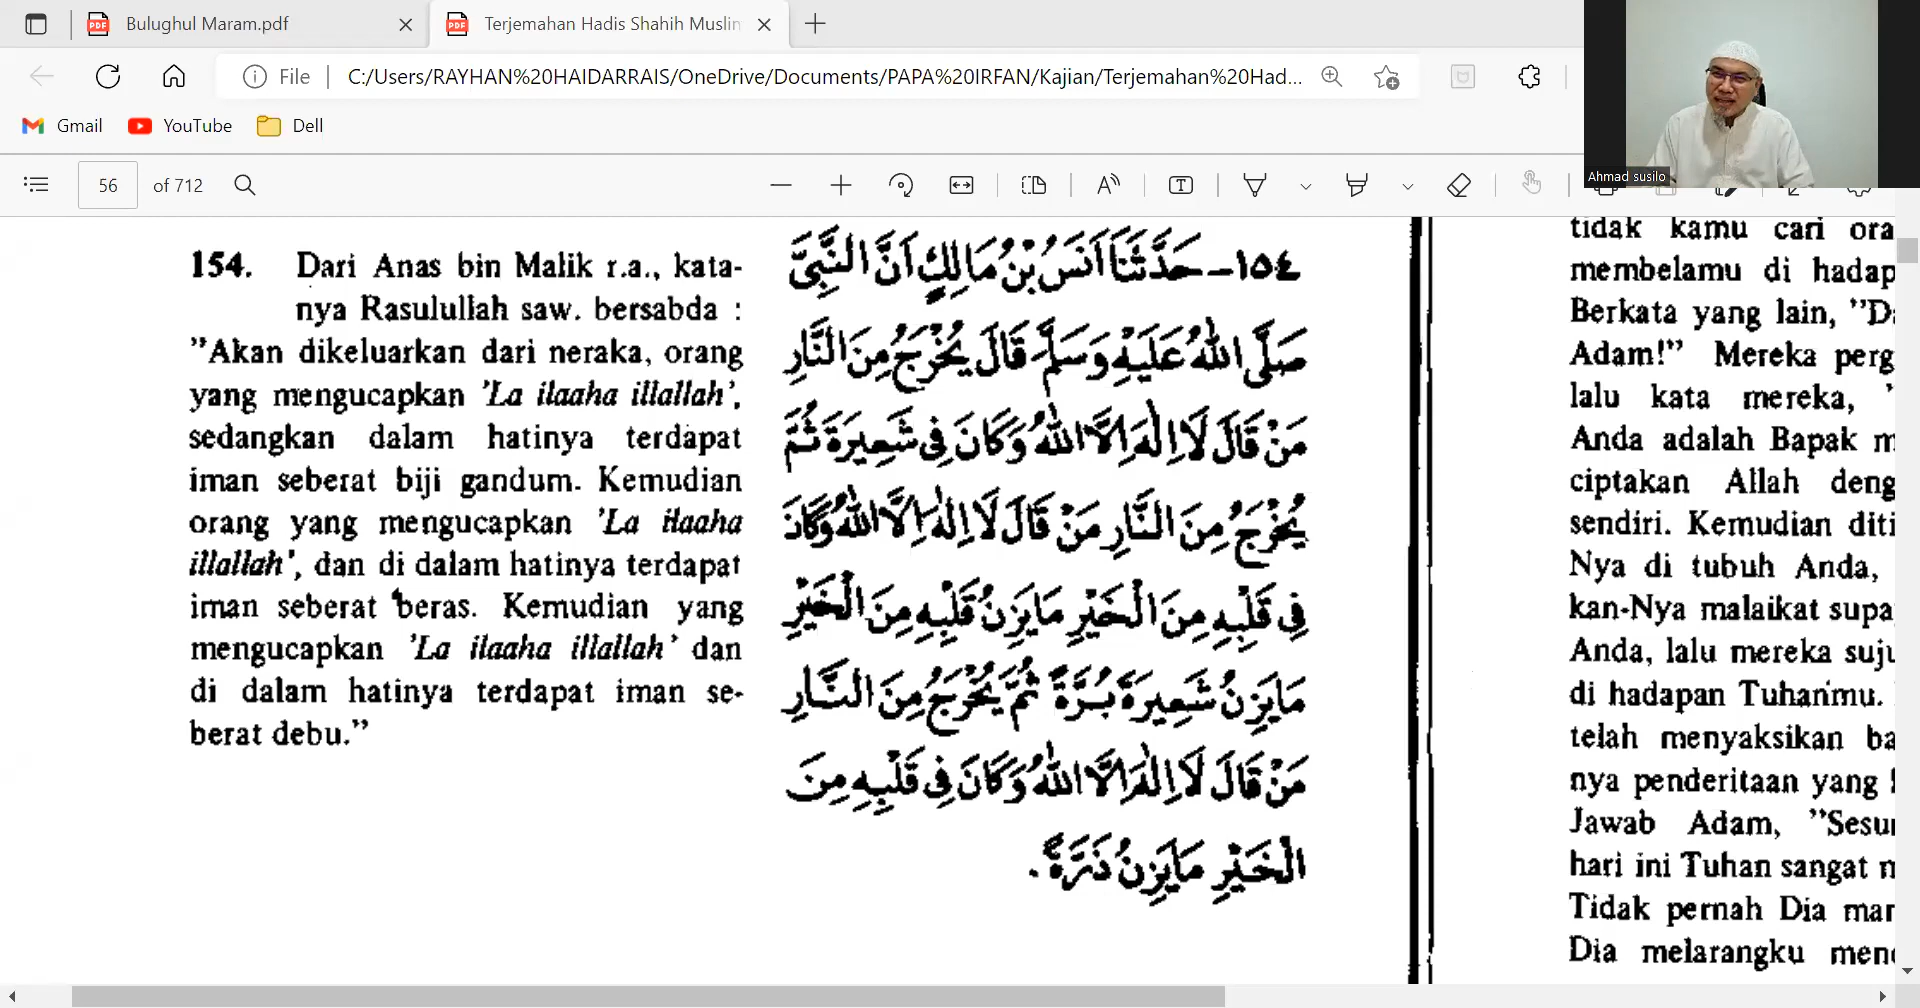 Bulughul Maram.pdf
Terjemahan Hadis Shahih Muslim
File
C:/Users/RAYHAN%20HAIDARRAIS/OneDrive/Documents/PAPA%20IRFAN/Kajian/Terjemahan%20Had...
Gmail
YouTube
Dell
56 of 712
Ahmad susilo
154. Dari Anas bin Malik r.a., kata-
nya Rasulullah saw. bersabda :
"Akan dikeluarkan dari neraka, orang
yang mengucapkan 'La ilaaha illallah',
sedangkan dalam hatinya terdapat
iman seberat biji gandum. Kemudian
orang yang mengucapkan 'La ilaaha
illallah', dan di dalam hatinya terdapat
iman seberat beras. Kemudian yang
mengucapkan 'La ilaaha illallah' dan
di dalam hatinya terdapat iman se-
berat debu."
١٥٤- حَدَّثَنَا أَنَسُ بْنُ مَالِكٍ أَنَّ النَّبِىَّ
صَلَّى اللهُ عَلَيْهِ وَسَلَّمَ قَالَ يُخْرَجُ مِنَ النَّارِ
مَنْ قَالَ لَا اِلٰهَ اِلَّا اللهُ وَكَانَ فِى شَعِيرَةَ ثُمَّ
يُخْرَجُ مِنَ النَّارِ مَنْ قَالَ لَا اِلٰهَ اِلَّا اللهُ وَكَانَ
فِى قَلْبِهِ مِنَ الْخَيْرِ مَا يَزِنُ قَلْبِهِ مِنَ الْخَيْرِ
مَا يَزِنُ شَعِيرَةً بُرَّةً ثُمَّ يُخْرَجُ مِنَ النَّارِ
مَنْ قَالَ لَا اِلٰهَ اِلَّا اللهُ وَكَانَ فِى قَلْبِهِ مِنَ
الْخَيْرِ مَا يَزِنُ ذَرَّةً .
tidak kamu cari ora
membelamu di hadap
Berkata yang lain, "Da
Adam!" Mereka perg
lalu kata mereka, "
Anda adalah Bapak m
ciptakan Allah deng
sendiri. Kemudian diti
Nya di tubuh Anda,
kan-Nya malaikat supa
Anda, lalu mereka suju
di hadapan Tuhanmu.
telah menyaksikan ba
nya penderitaan yang
Jawab Adam, "Sesu
hari ini Tuhan sangat m
Tidak pernah Dia mar
Dia melarangku men